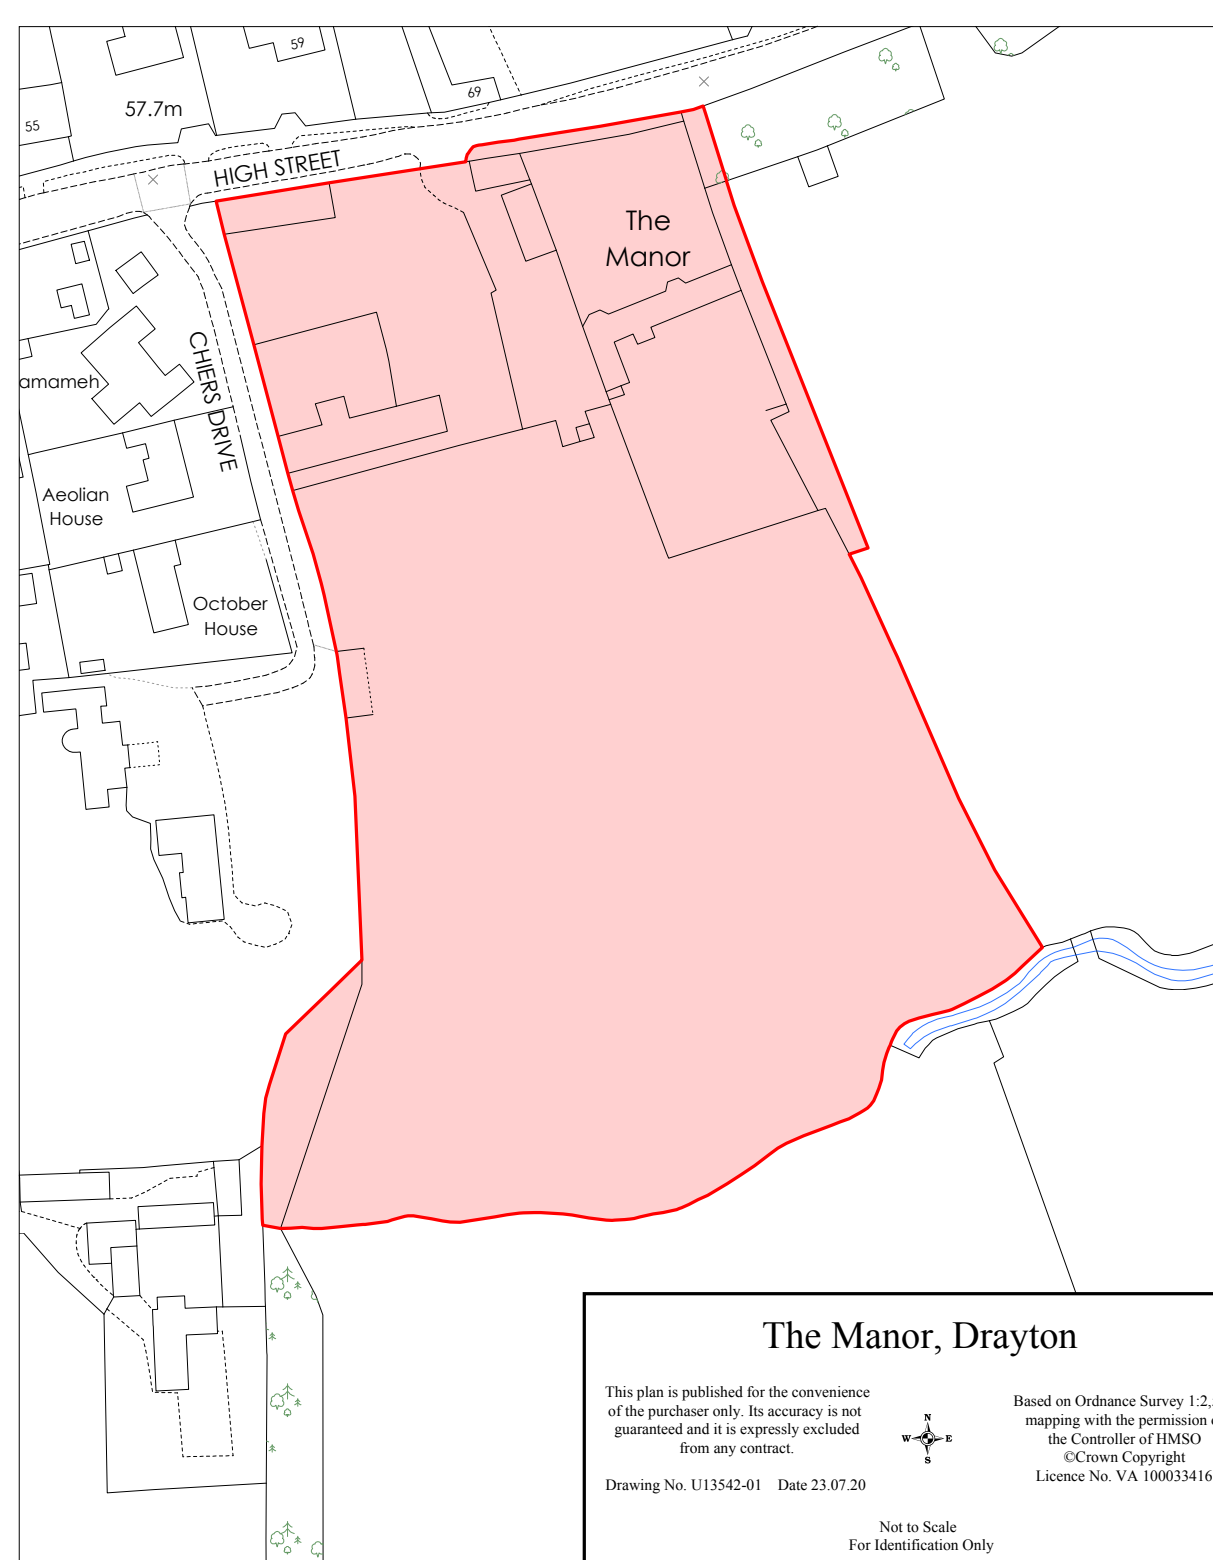 59
69
57.7m
55
HIGH STREET
The
Manor
CHIERS DRIVE
amameh
Aeolian
House
October
House
The Manor, Drayton
This plan is published for the convenience
of the purchaser only. Its accuracy is not
guaranteed and it is expressly excluded
from any contract.
Drawing No. U13542-01 Date 23.07.20
N
W E
S
Based on Ordnance Survey 1:2,
mapping with the permission
the Controller of HMSO
©Crown Copyright
Licence No. VA 100033416
Not to Scale
For Identification Only